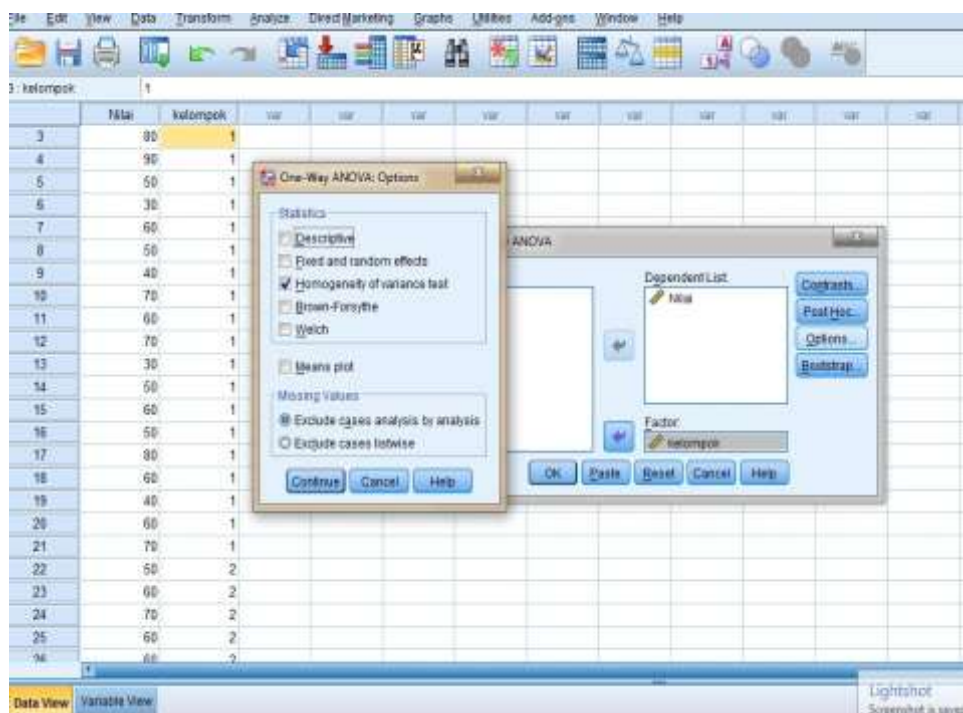 File Edit View Data Transform Analyze Direct Marketing Graphs Utilities Add-ons Window Help
: kelompok 1
Nilai kelompok var var var var var var var var var var
3 80 1
4 90 1
5 50 1
6 30 1
7 60 1
8 50 1
9 40 1
10 70 1
11 60 1
12 70 1
13 30 1
14 1
15 60 1
16 50 1
17 80 1
18 60 1
19 40 1
20 60 1
21 70 1
22 2
23 60 2
24 70 2
25 60 2
26 60 2
One-Way ANOVA: Options
Statistics
Descriptive
Fixed and random effects
Homogeneity of variance test
Brown-Forsythe
Welch
Means plot
Missing Values
Exclude cases analysis by analysis
Exclude cases listwise
Continue Cancel Help
ANOVA
Dependent List:
Nilai
Contrasts...
Post Hoc...
Options...
Bootstrap...
Factor:
kelompok
OK Paste Reset Cancel Help
Data View Variable View
Lightshot
Screenshot is saved